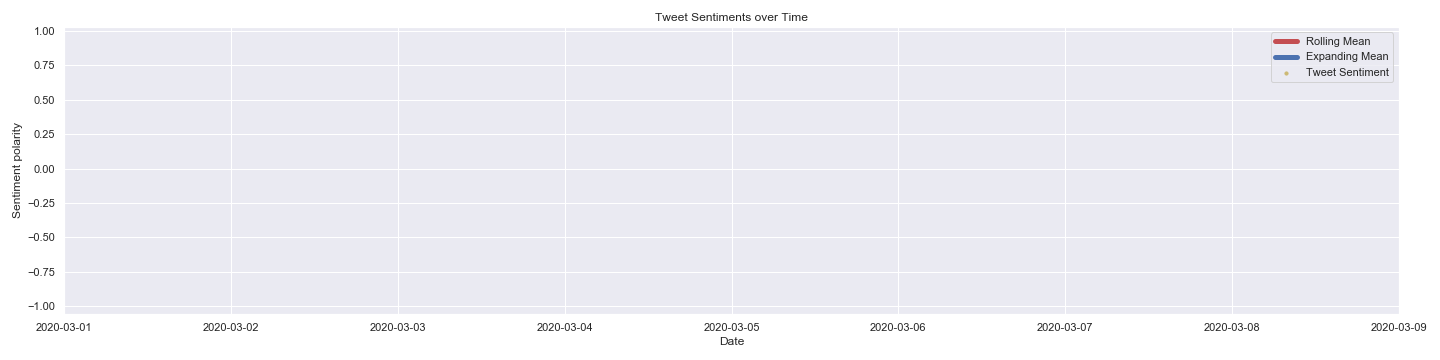 Tweet Sentiments over Time
Rolling Mean
Expanding Mean
Tweet Sentiment
1.00
0.75
0.50
0.25
0.00
−0.25
−0.50
−0.75
−1.00
Sentiment polarity
2020-03-01 2020-03-02 2020-03-03 2020-03-04 2020-03-05 2020-03-06 2020-03-07 2020-03-08 2020-03-09
Date